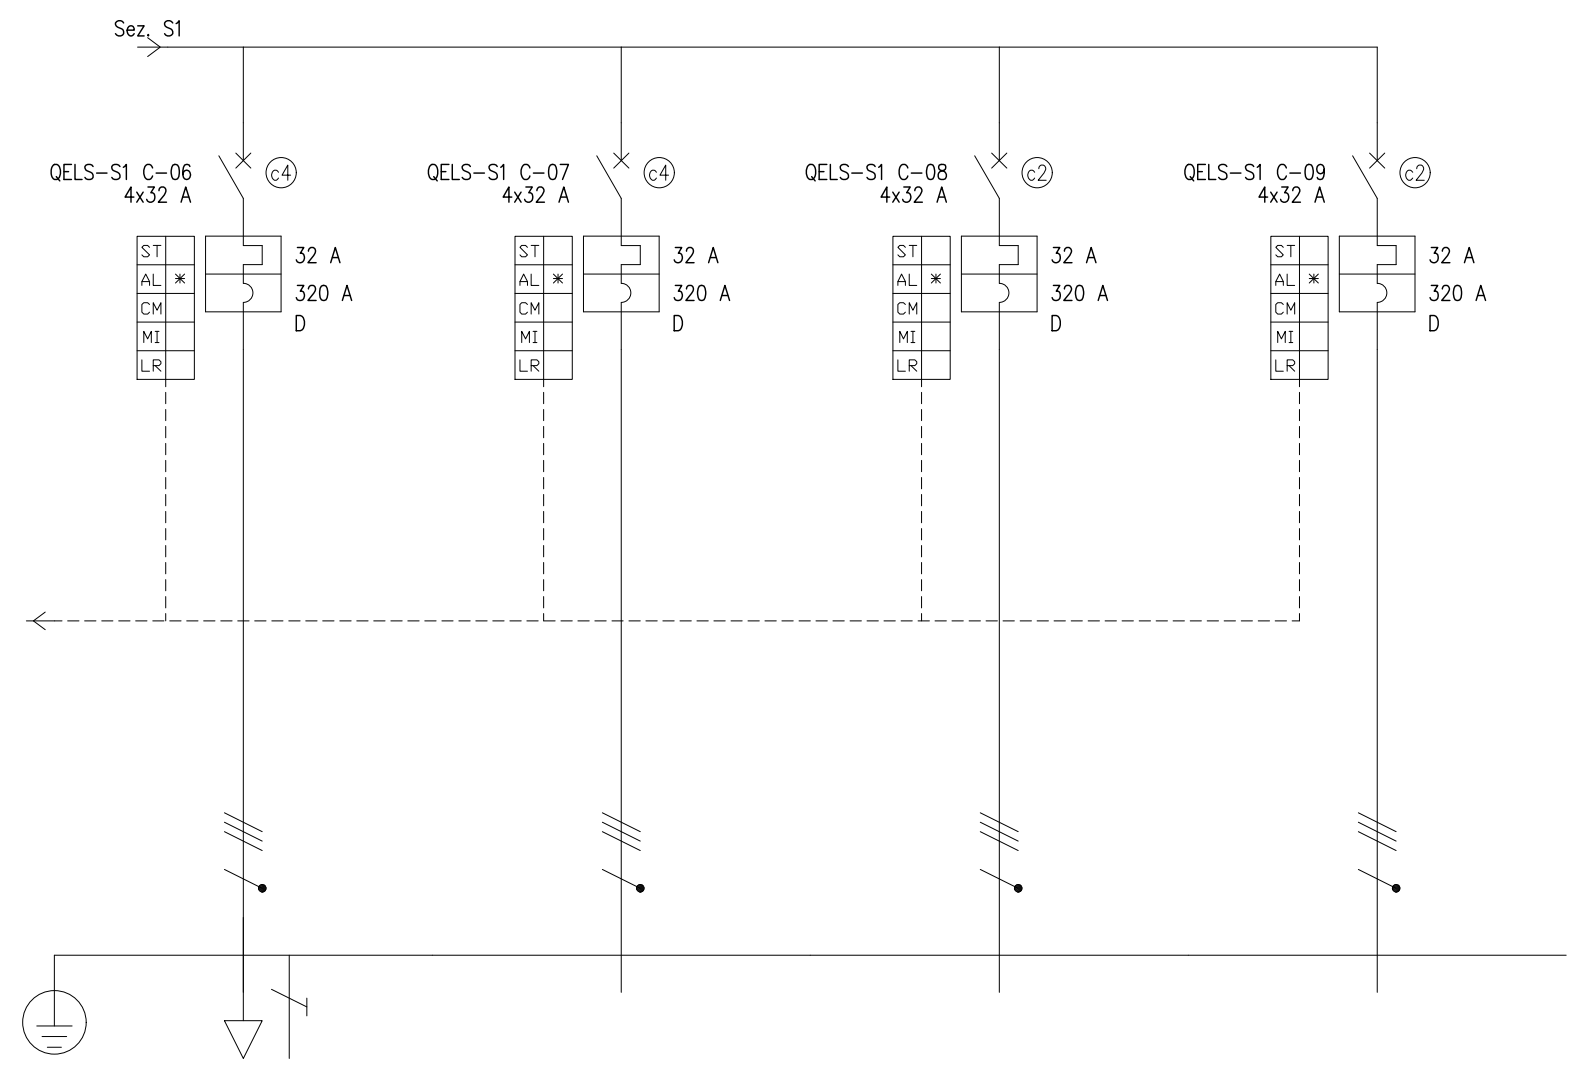 Sez. S1
QELS-S1 C-06
4x32 A
c4
ST
AL *
CM
MI
LR
32 A
320 A
D
QELS-S1 C-07
4x32 A
c4
ST
AL *
CM
MI
LR
32 A
320 A
D
QELS-S1 C-08
4x32 A
c2
ST
AL *
CM
MI
LR
32 A
320 A
D
QELS-S1 C-09
4x32 A
c2
ST
AL *
CM
MI
LR
32 A
320 A
D